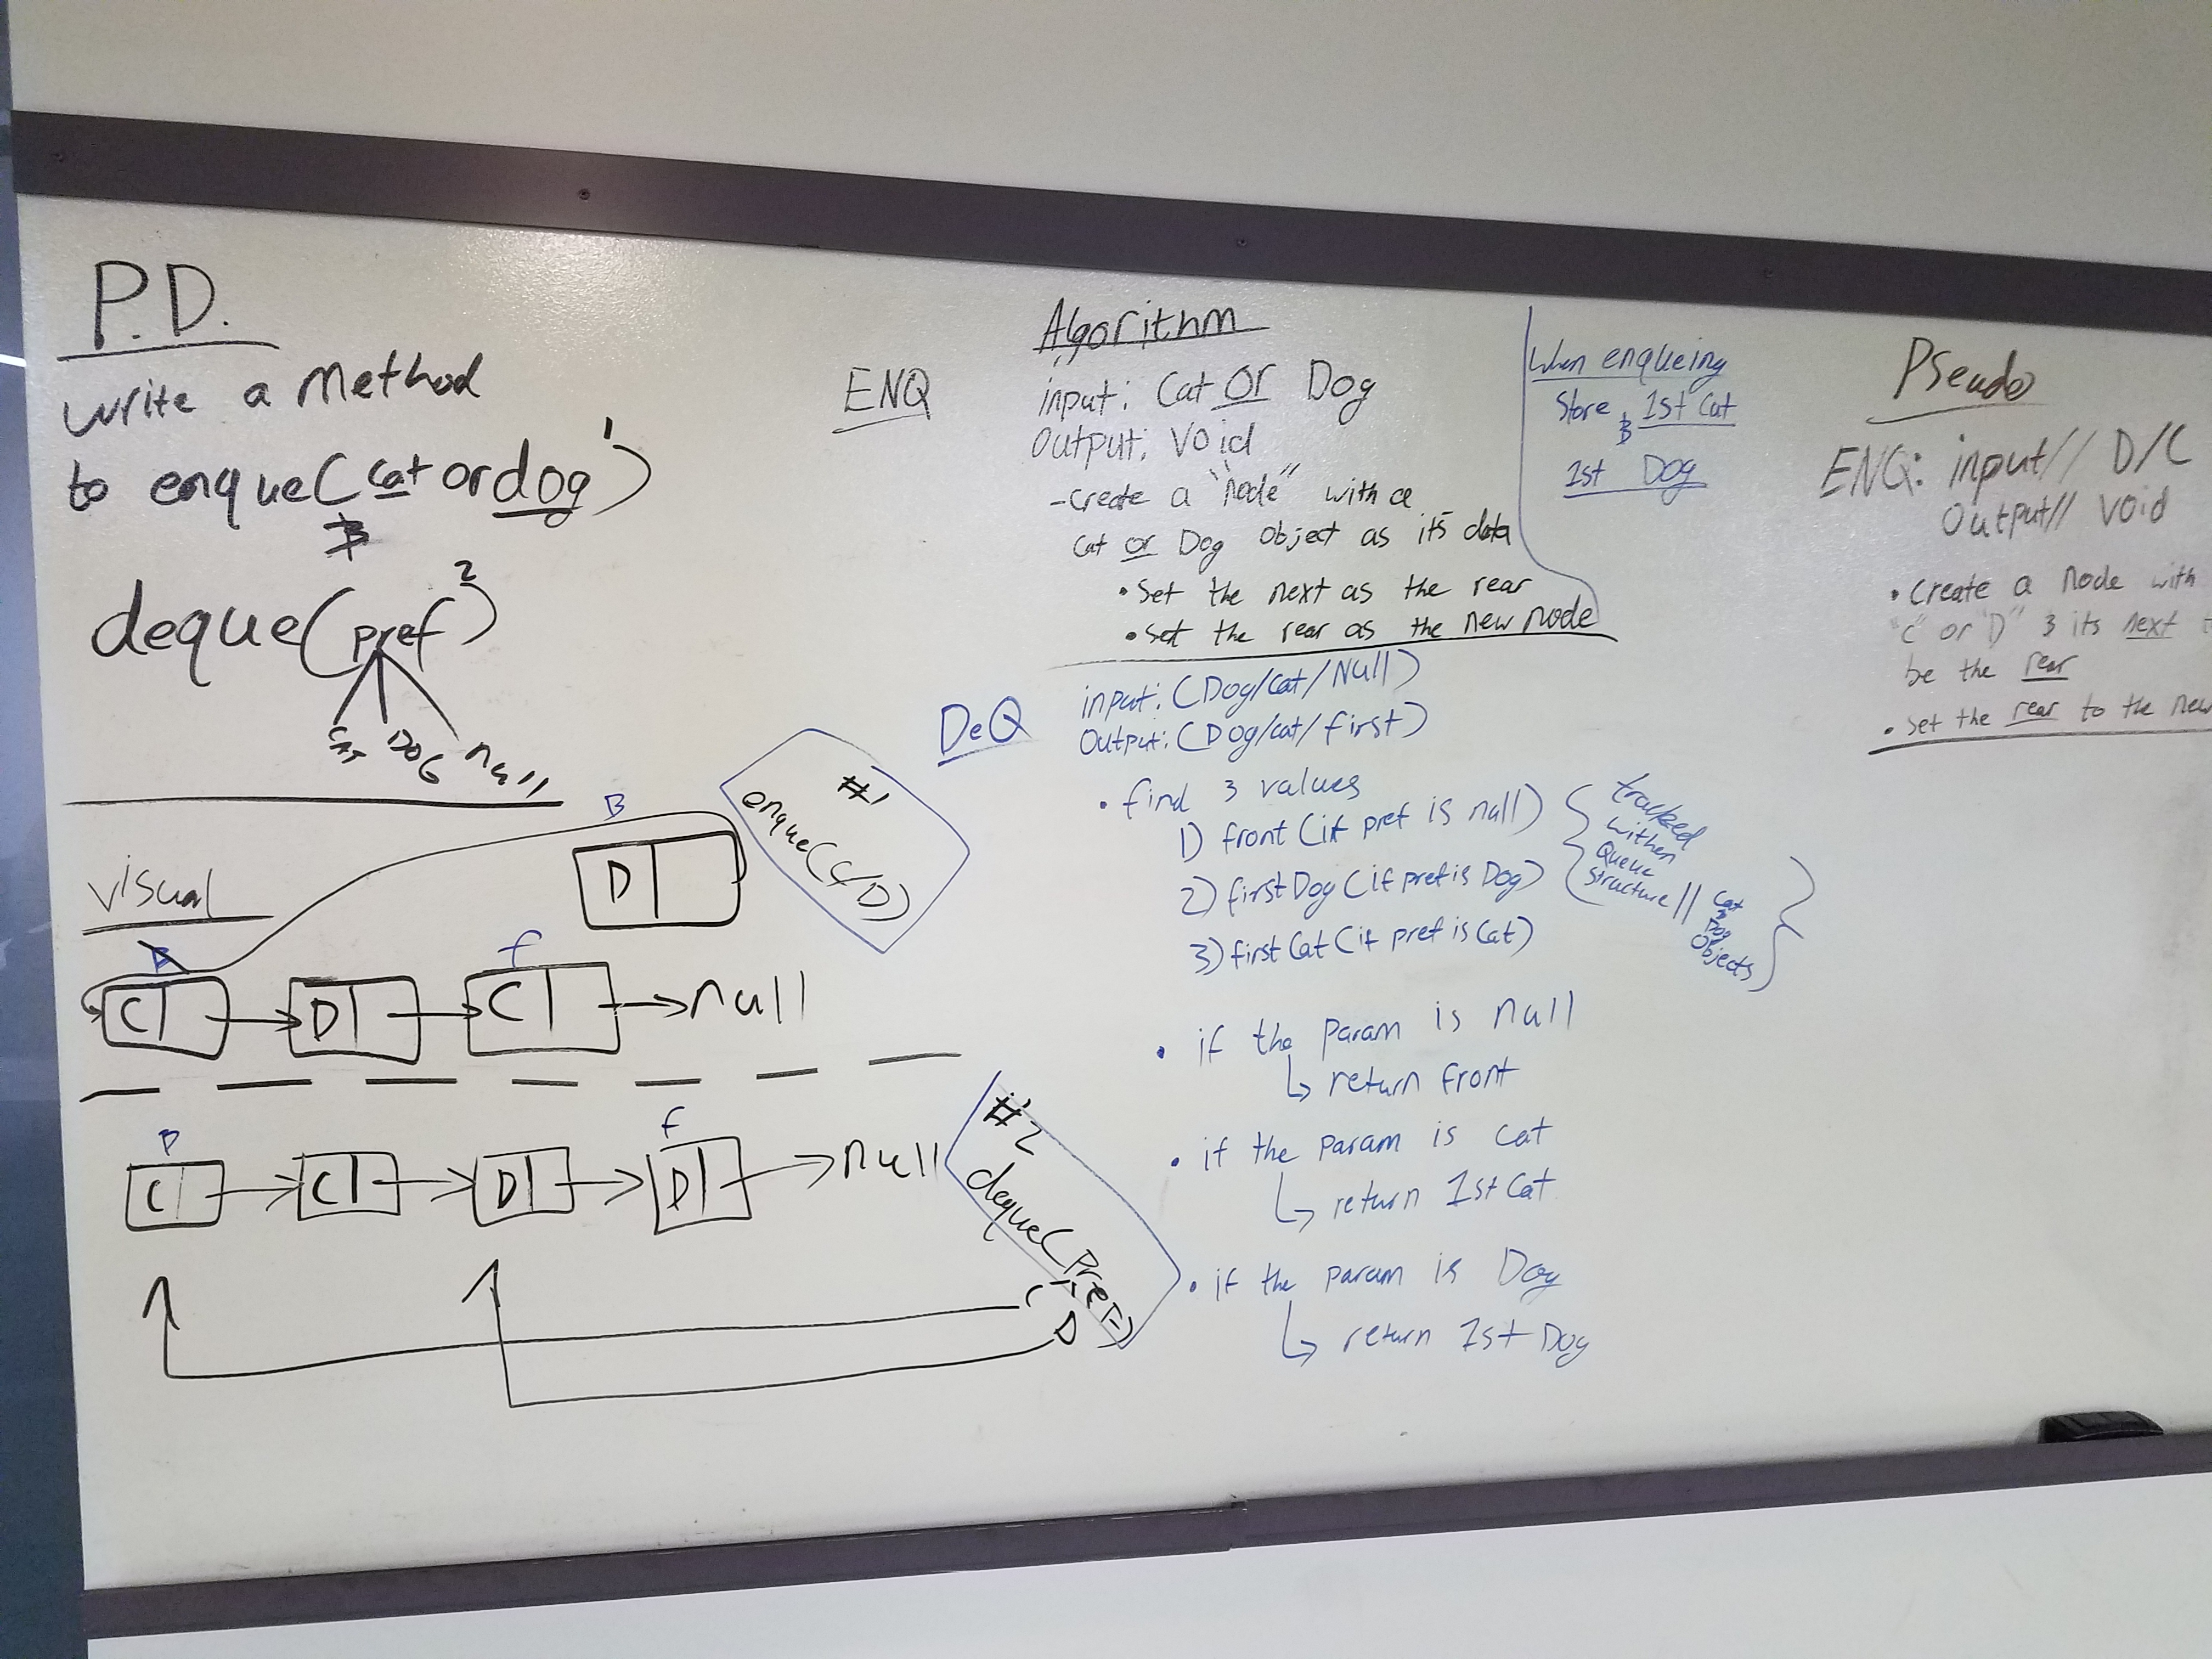 P.D.
write a method
to enque(cat or dog)¹
&
deque(pref)²
CAT DOG null
visual
B
D
#1
enque(C/D)
B
f
C
D
C
null
B
f
C
C
D
D
null
#2
deque(Pref)
C
D
Algorithm
ENQ
input: Cat or Dog
Output: Void
-Create a "node" with a
Cat or Dog Object as its data
• Set the next as the rear
• Set the rear as the new node
When enqueing
Store 1st Cat
&
1st Dog
DeQ
input: (Dog/Cat/Null)
Output: (Dog/cat/first)
• find 3 values
1) front (if pref is null)
2) first Dog (if pref is Dog)
3) first Cat (if pref is Cat)
tracked
withen
Queue
structure //
Cat
&
Dog
Objects
• if the param is null
↳ return front
• if the param is cat
↳ return 1st Cat
• if the param is Dog
↳ return 1st Dog
Pseudo
ENQ: input// D/C
Output// Void
• Create a Node with
"C" or "D" & its next t
be the rear
• Set the rear to the new